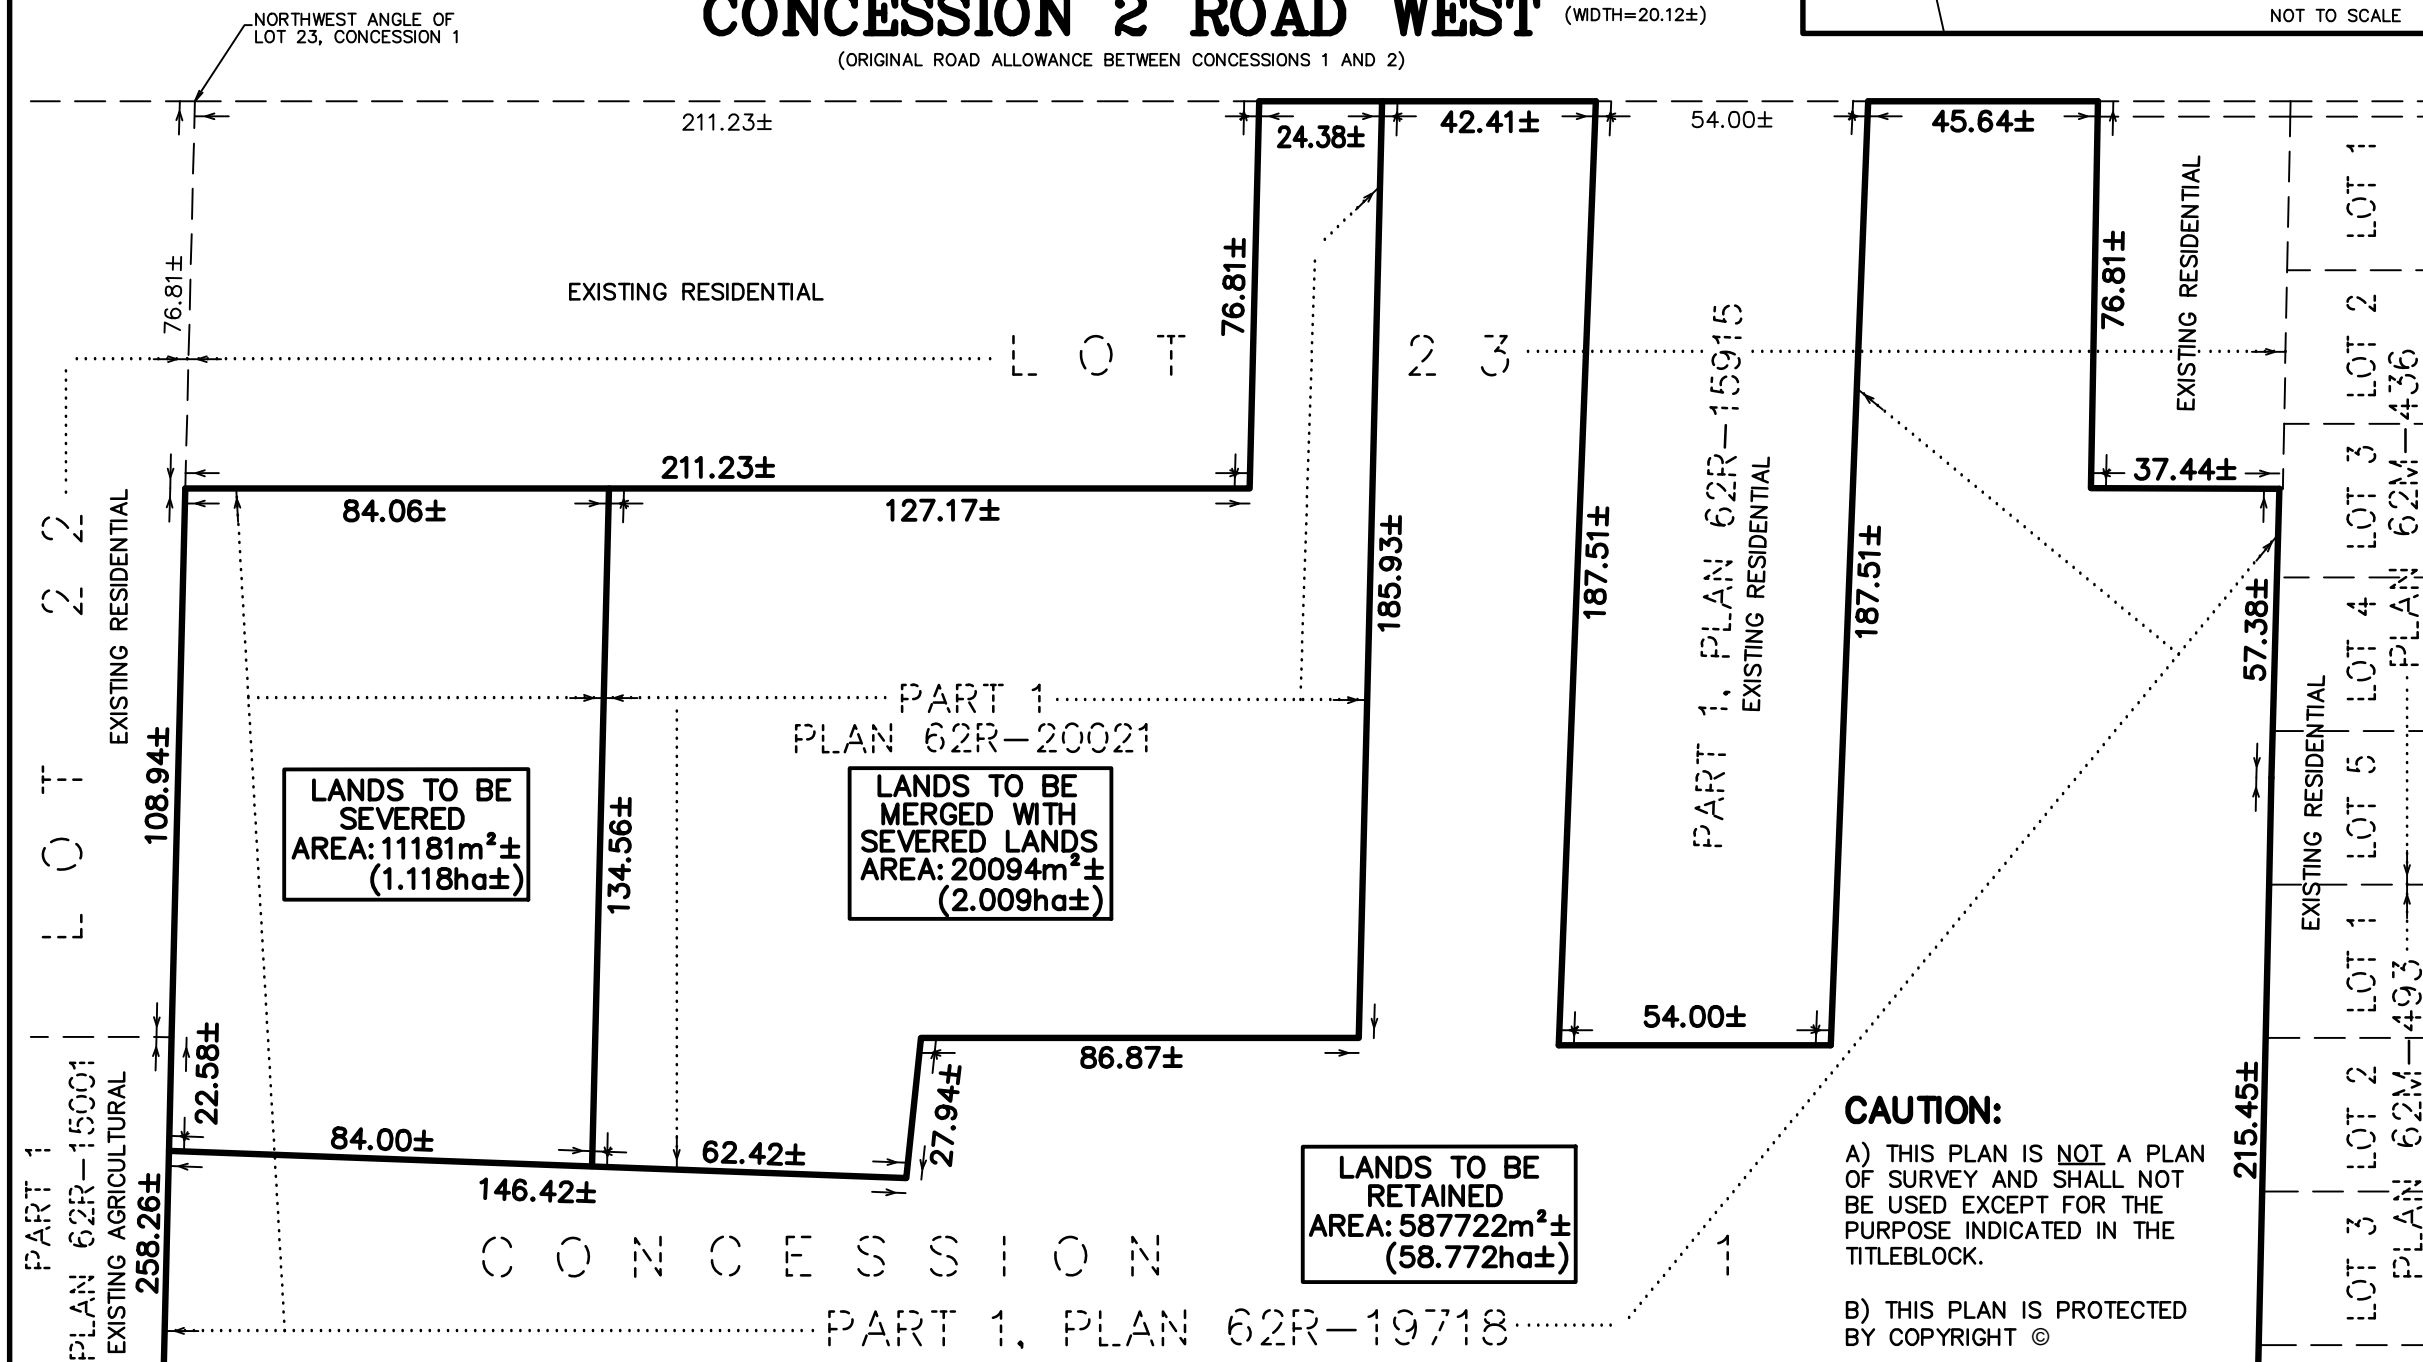 CONCESSION 2 ROAD WEST (WIDTH=20.12±)
(ORIGINAL ROAD ALLOWANCE BETWEEN CONCESSIONS 1 AND 2)
NORTHWEST ANGLE OF
LOT 23, CONCESSION 1
NOT TO SCALE
211.23±
24.38±
42.41±
54.00±
45.64±
76.81±
EXISTING RESIDENTIAL
76.81±
76.81±
EXISTING RESIDENTIAL
LOT 23
211.23±
84.06±
127.17±
37.44±
LOT 22
EXISTING RESIDENTIAL
108.94±
134.56±
185.93±
187.51±
PART 1, PLAN 62R-15915
EXISTING RESIDENTIAL
187.51±
57.38±
EXISTING RESIDENTIAL
LOT 1
LOT 2
LOT 3
LOT 4
LOT 5
PLAN 62M-436
LOT 1
LOT 2
LOT 3
PLAN 62M-493
PART 1
PLAN 62R-20021
LANDS TO BE
SEVERED
AREA: 11181m²±
(1.118ha±)
LANDS TO BE
MERGED WITH
SEVERED LANDS
AREA: 20094m²±
(2.009ha±)
22.58±
84.00±
62.42±
146.42±
27.94±
86.87±
54.00±
258.26±
215.45±
PART 1
PLAN 62R-15001
EXISTING AGRICULTURAL
LANDS TO BE
RETAINED
AREA: 587722m²±
(58.772ha±)
CONCESSION 1
PART 1, PLAN 62R-19718
CAUTION:
A) THIS PLAN IS NOT A PLAN
OF SURVEY AND SHALL NOT
BE USED EXCEPT FOR THE
PURPOSE INDICATED IN THE
TITLEBLOCK.
B) THIS PLAN IS PROTECTED
BY COPYRIGHT ©